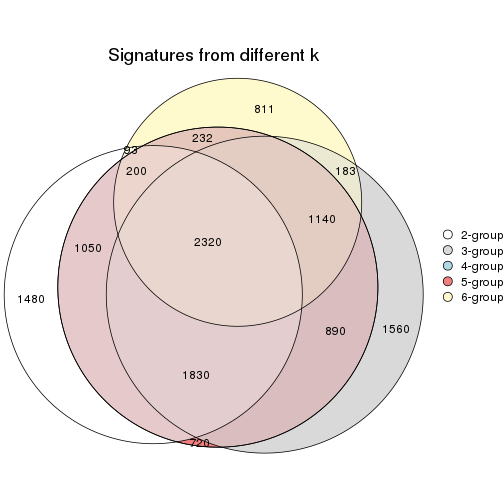 Signatures from different k
811
232
93
200
183
1140
2320
1050
1480
890
1560
1830
720
2-group
3-group
4-group
5-group
6-group